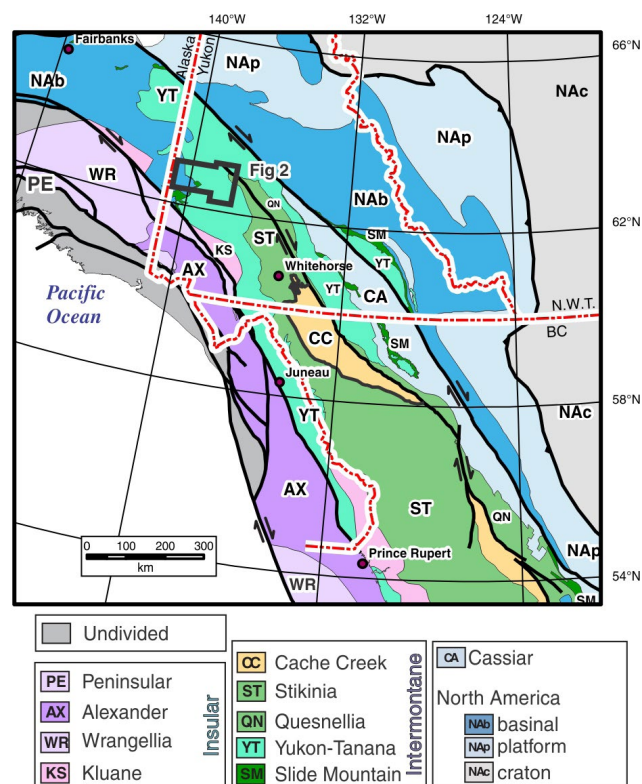 140°W
132°W
124°W
66°N
Fairbanks
Alaska
Yukon
NAp
NAb
NAc
YT
NAp
WR
Fig 2
PE
QN
NAb
62°N
ST
SM
KS
YT
AX
Whitehorse
YT
CA
Pacific
Ocean
N.W.T.
BC
CC
SM
Juneau
58°N
YT
NAc
AX
ST
QN
0 100 200 300
km
Prince Rupert
NAp
WR
54°N
SM
Undivided
PE Peninsular
AX Alexander
WR Wrangellia
KS Kluane
Insular
CC Cache Creek
ST Stikinia
QN Quesnellia
YT Yukon-Tanana
SM Slide Mountain
Intermontane
CA Cassiar
North America
NAb basinal
NAp platform
NAc craton